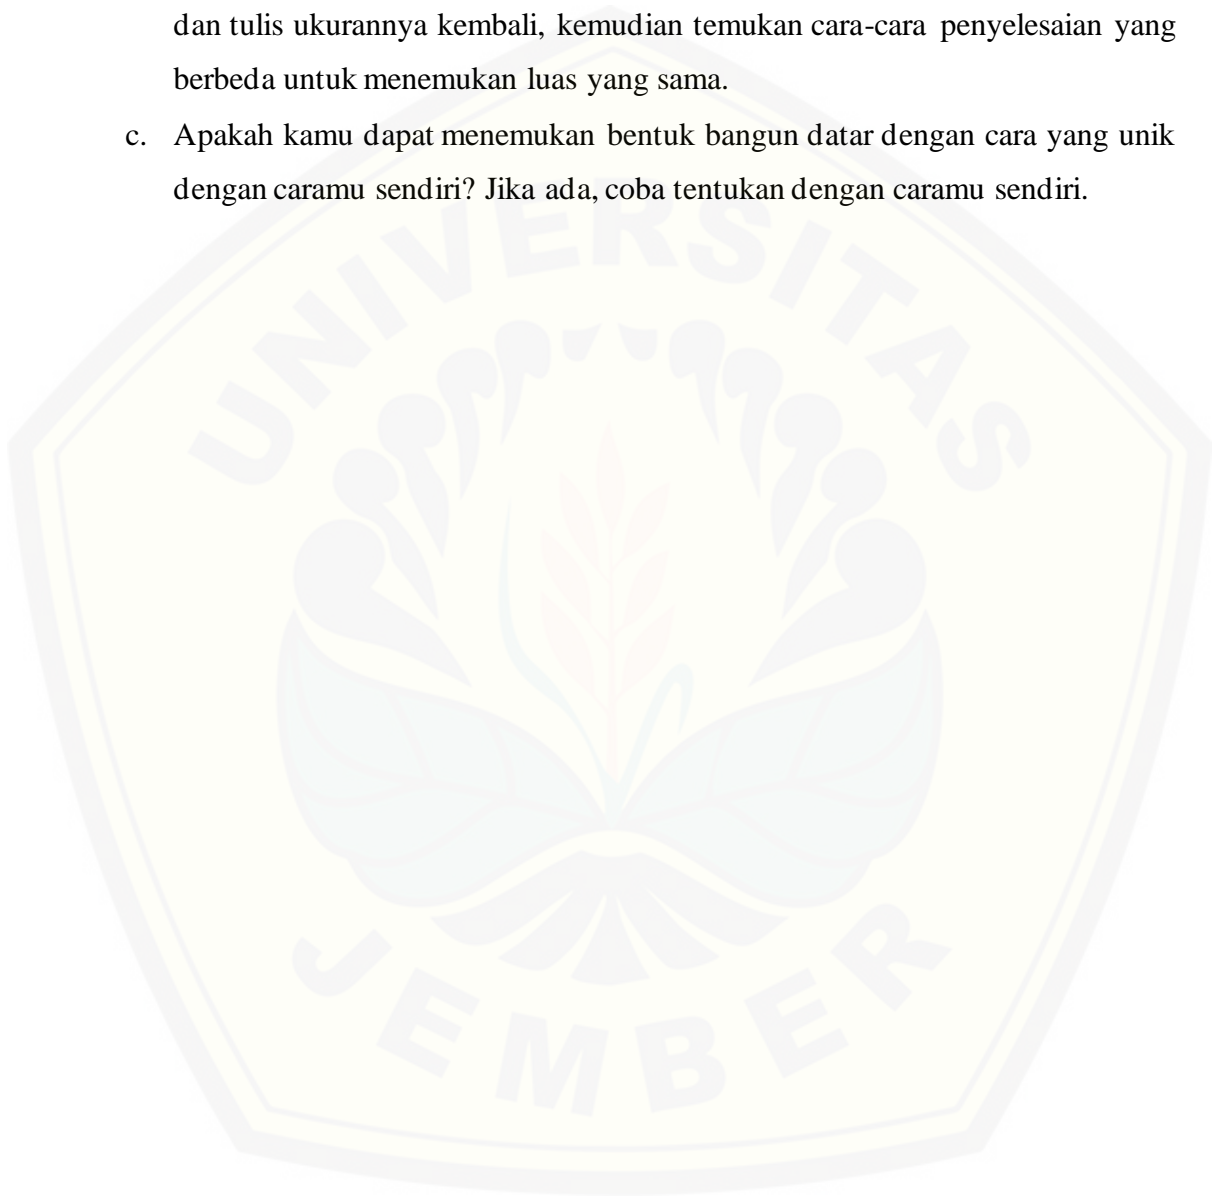 dan tulis ukurannya kembali, kemudian temukan cara-cara penyelesaian yang
berbeda untuk menemukan luas yang sama.
c. Apakah kamu dapat menemukan bentuk bangun datar dengan cara yang unik
dengan caramu sendiri? Jika ada, coba tentukan dengan caramu sendiri.
UNIVERSITAS
JEMBER